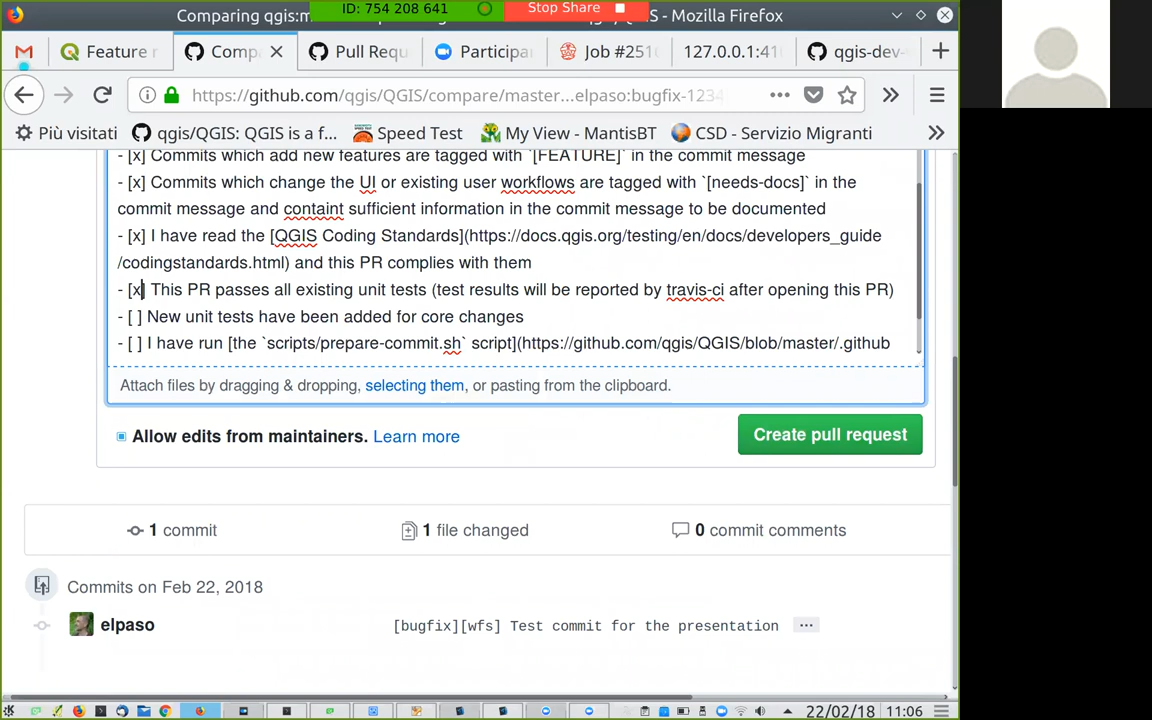 Comparing qgis:m
ID: 754 208 641
Stop Share
QGIS - Mozilla Firefox
Feature r
Comp
Pull Requ
Participa
Job #2510
127.0.0.1:41
qgis-dev-
https://github.com/qgis/QGIS/compare/master...elpaso:bugfix-1234
Più visitati
qgis/QGIS: QGIS is a f...
Speed Test
My View - MantisBT
CSD - Servizio Migranti
- [x] Commits which add new features are tagged with `[FEATURE]` in the commit message
- [x] Commits which change the UI or existing user workflows are tagged with `[needs-docs]` in the
commit message and containt sufficient information in the commit message to be documented
- [x] I have read the [QGIS Coding Standards](https://docs.qgis.org/testing/en/docs/developers_guide
/codingstandards.html) and this PR complies with them
- [x] This PR passes all existing unit tests (test results will be reported by travis-ci after opening this PR)
- [ ] New unit tests have been added for core changes
- [ ] I have run [the `scripts/prepare-commit.sh` script](https://github.com/qgis/QGIS/blob/master/.github
Attach files by dragging & dropping, selecting them, or pasting from the clipboard.
Allow edits from maintainers. Learn more
Create pull request
1 commit
1 file changed
0 commit comments
Commits on Feb 22, 2018
elpaso
[bugfix][wfs] Test commit for the presentation
...
22/02/18
11:06